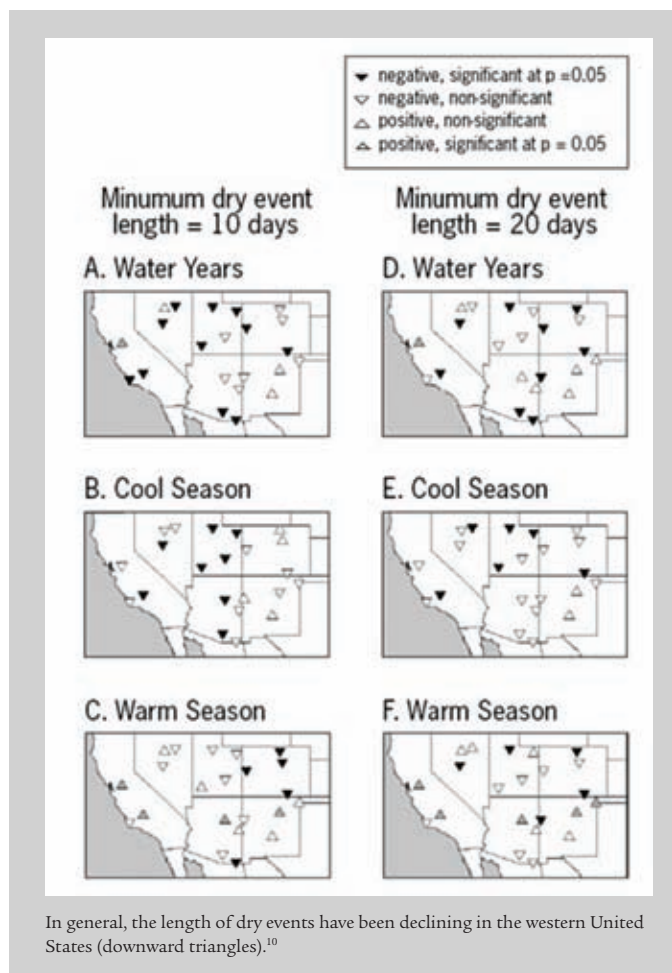 negative, significant at p =0.05
negative, non-significant
positive, non-significant
positive, significant at p = 0.05
Minumum dry event
length = 10 days
Minumum dry event
length = 20 days
A. Water Years
D. Water Years
B. Cool Season
E. Cool Season
C. Warm Season
F. Warm Season
In general, the length of dry events have been declining in the western United
States (downward triangles).¹⁰